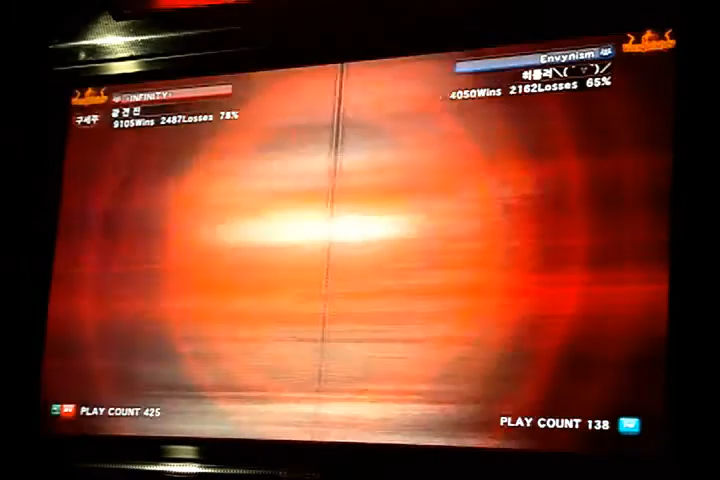 INFINITY
9105Wins 2487Losses 78%
구세주
Envynism
4050Wins 2162Losses 65%
PLAY COUNT 425
PLAY COUNT 138